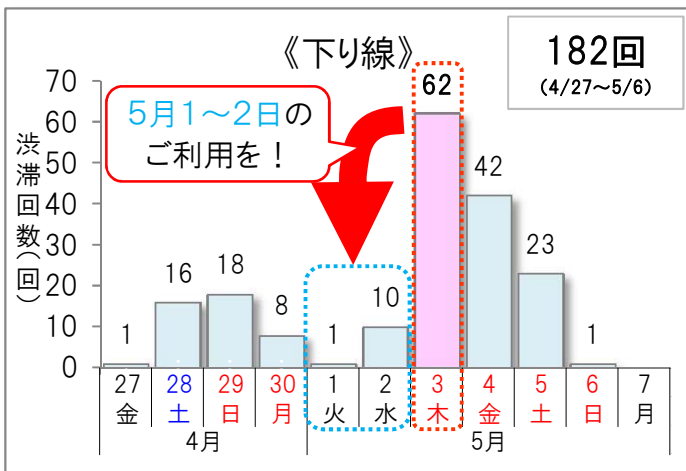 《下り線》
182回
(4/27～5/6)
5月1～2日の
ご利用を！
渋滞回数(回)
70
60
50
40
30
20
10
0
1
16
18
8
1
10
62
42
23
1
27 28 29 30 1 2 3 4 5 6 7
金 土 日 月 火 水 木 金 土 日 月
4月 5月